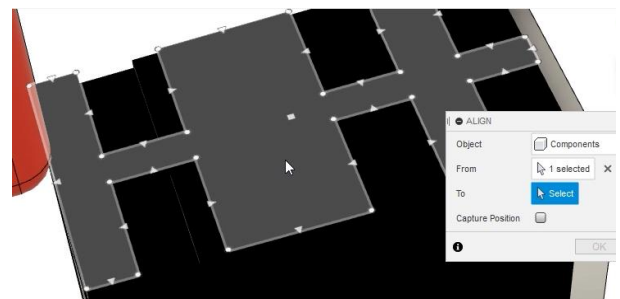 ALIGN
Object Components
From 1 selected
To Select
Capture Position
OK